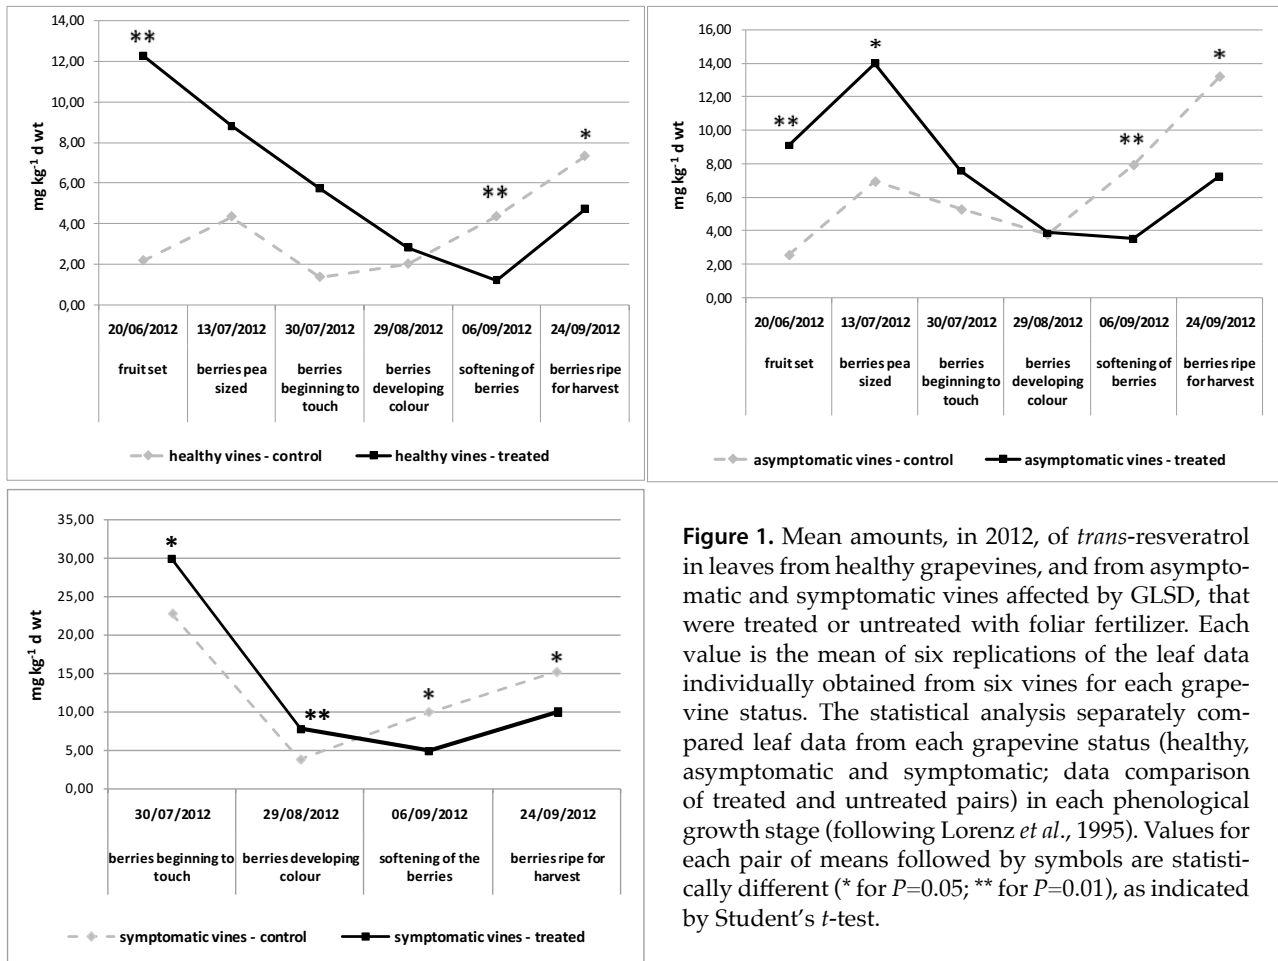 14,00
12,00
10,00
8,00
6,00
4,00
2,00
0,00
mg kg⁻¹ d wt
**
**
*
20/06/2012 13/07/2012 30/07/2012 29/08/2012 06/09/2012 24/09/2012
fruit set berries pea berries berries softening of berries ripe
sized beginning to developing berries for harvest
touch colour
healthy vines - control healthy vines - treated
16,00
14,00
12,00
10,00
8,00
6,00
4,00
2,00
0,00
mg kg⁻¹ d wt
**
*
**
*
20/06/2012 13/07/2012 30/07/2012 29/08/2012 06/09/2012 24/09/2012
fruit set berries pea berries berries softening of berries ripe
sized beginning to developing berries for harvest
touch colour
asymptomatic vines - control asymptomatic vines - treated
35,00
30,00
25,00
20,00
15,00
10,00
5,00
0,00
mg kg⁻¹ d wt
*
**
*
*
30/07/2012 29/08/2012 06/09/2012 24/09/2012
berries beginning to berries developing softening of the berries ripe for
touch colour berries harvest
symptomatic vines - control symptomatic vines - treated
Figure 1. Mean amounts, in 2012, of trans-resveratrol
in leaves from healthy grapevines, and from asympto-
matic and symptomatic vines affected by GLSD, that
were treated or untreated with foliar fertilizer. Each
value is the mean of six replications of the leaf data
individually obtained from six vines for each grape-
vine status. The statistical analysis separately com-
pared leaf data from each grapevine status (healthy,
asymptomatic and symptomatic; data comparison
of treated and untreated pairs) in each phenological
growth stage (following Lorenz et al., 1995). Values for
each pair of means followed by symbols are statisti-
cally different (* for P=0.05; ** for P=0.01), as indicated
by Student's t-test.